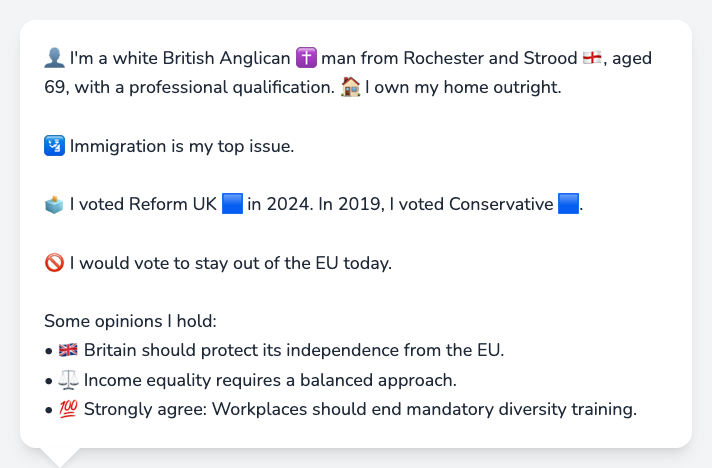 👤 I'm a white British Anglican ✝️ man from Rochester and Strood 🏴󠁧󠁢󠁥󠁮󠁧󠁿, aged
69, with a professional qualification. 🏠 I own my home outright.
🛂 Immigration is my top issue.
🗳️ I voted Reform UK 🟦 in 2024. In 2019, I voted Conservative 🟦.
🚫 I would vote to stay out of the EU today.
Some opinions I hold:
• 🇬🇧 Britain should protect its independence from the EU.
• ⚖️ Income equality requires a balanced approach.
• 💯 Strongly agree: Workplaces should end mandatory diversity training.